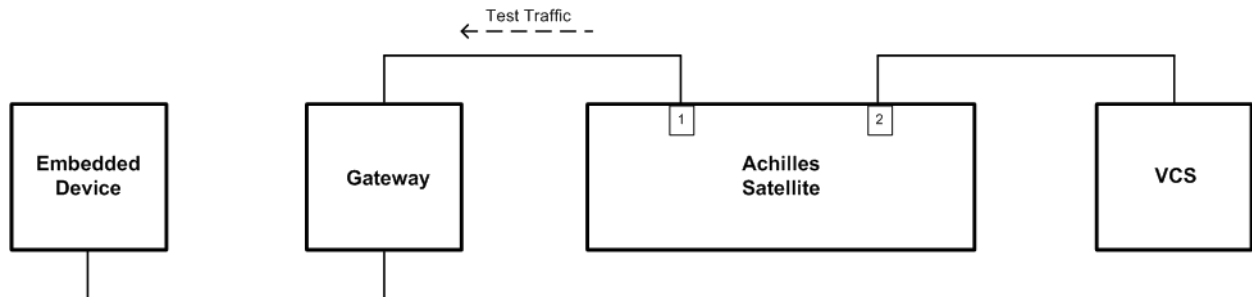 Test Traffic
1
2
Embedded
Device
Gateway
Achilles
Satellite
VCS